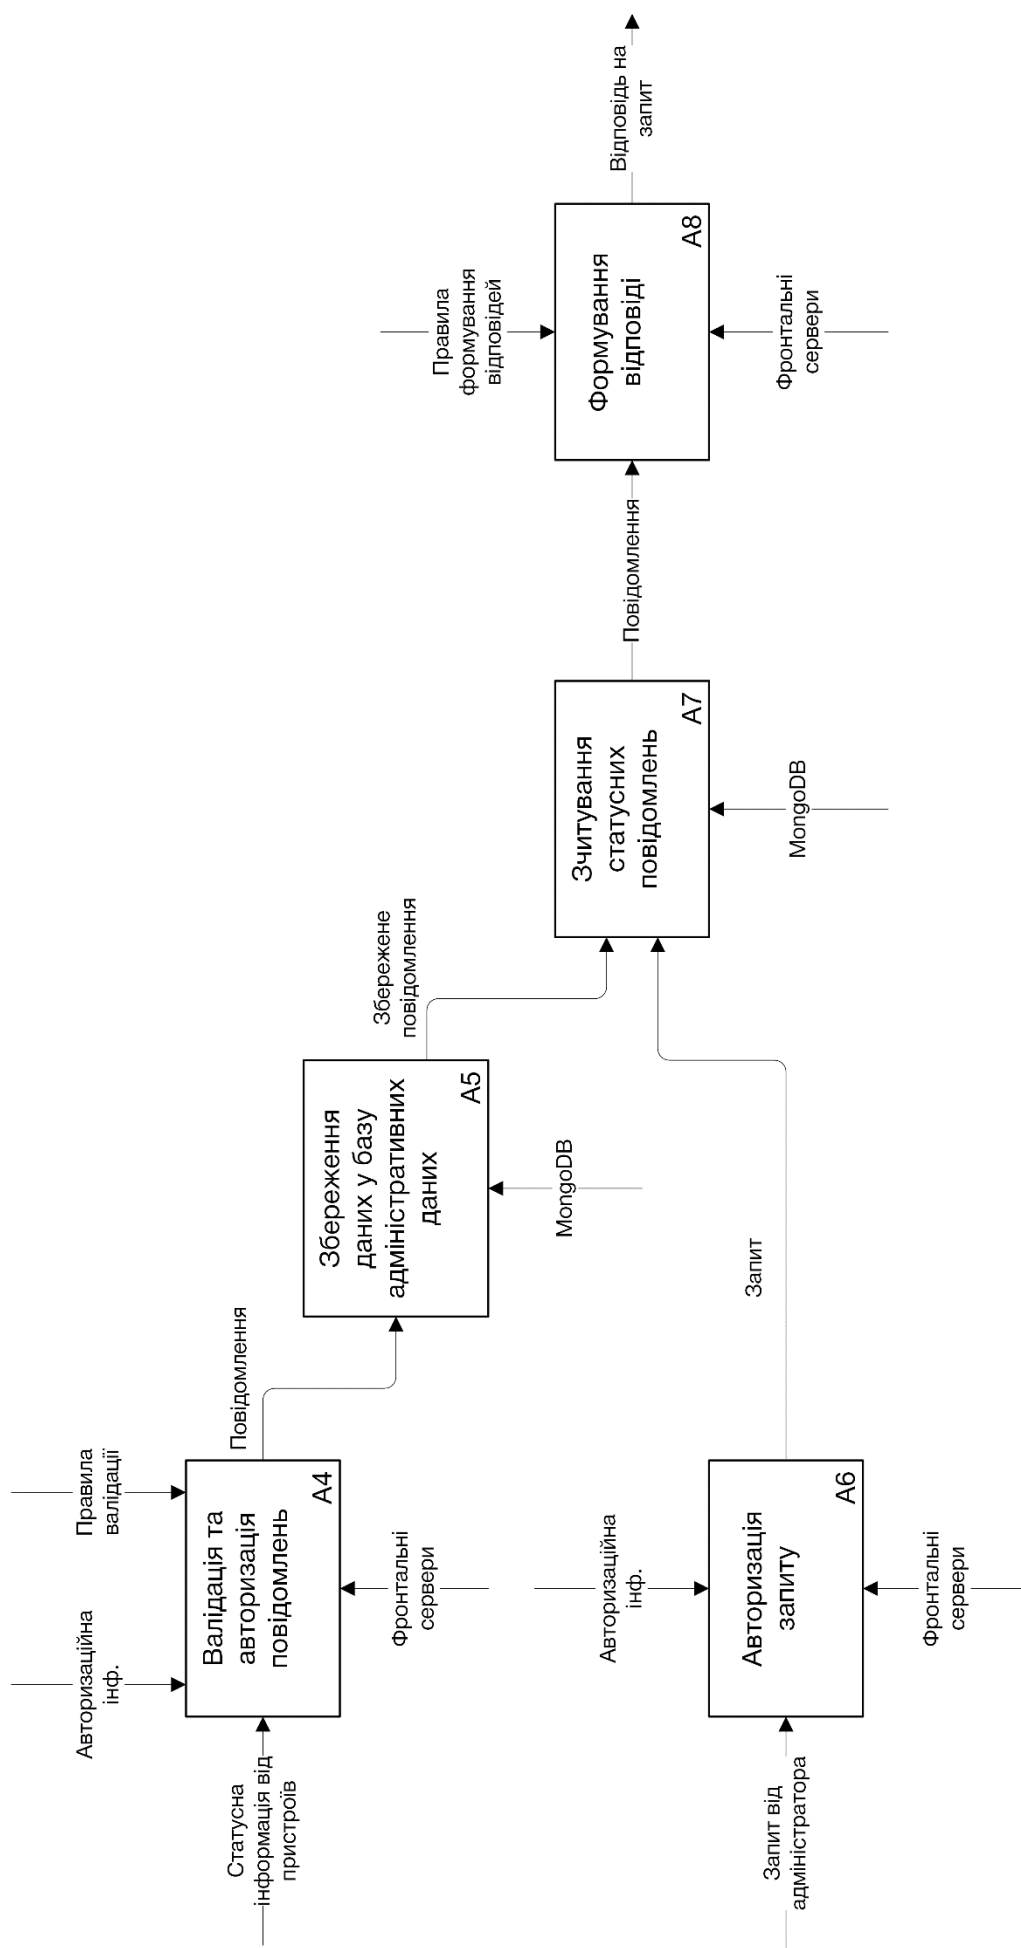 Авторизаційна
інф.
Правила
валідації
Статусна
інформація від
пристроїв
Валідація та
авторизація
повідомлень
A4
Фронтальні
сервери
Повідомлення
Збереження
даних у базу
адміністративних
даних
A5
MongoDB
Збережене
повідомлення
Запит від
адміністратора
Авторизаційна
інф.
Авторизація
запиту
A6
Фронтальні
сервери
Запит
Зчитування
статусних
повідомлень
A7
MongoDB
Повідомлення
Правила
формування
відповідей
Формування
відповіді
A8
Фронтальні
сервери
Відповідь на
запит